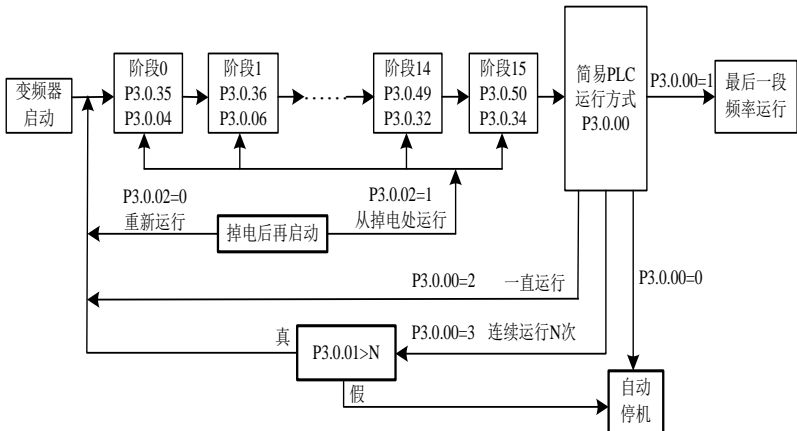 变频器
启动
阶段0
P3.0.35
P3.0.04
阶段1
P3.0.36
P3.0.06
……
阶段14
P3.0.49
P3.0.32
阶段15
P3.0.50
P3.0.34
简易PLC
运行方式
P3.0.00
P3.0.00=1
最后一段
频率运行
P3.0.02=0
重新运行
掉电后再启动
P3.0.02=1
从掉电处运行
P3.0.00=2 一直运行
P3.0.00=0
P3.0.00=3 连续运行N次
真
P3.0.01>N
假
自动
停机